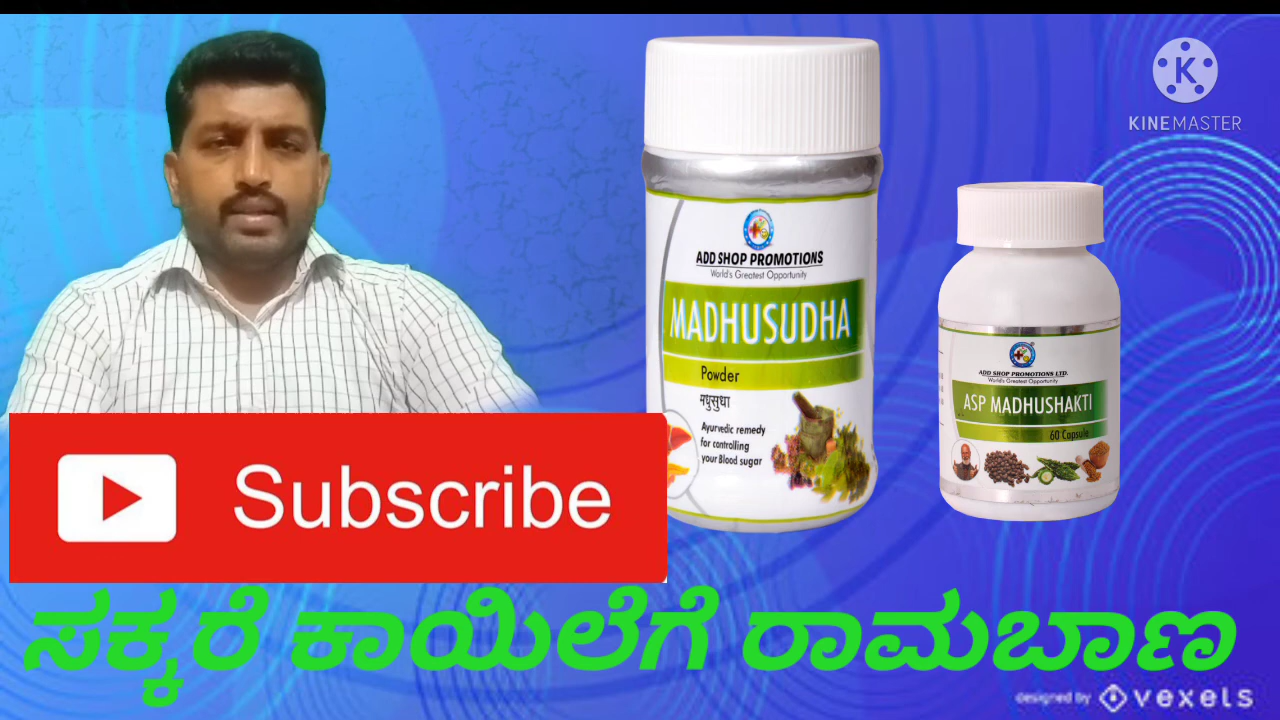 KINEMASTER
ADD SHOP PROMOTIONS
World's Greatest Opportunity
MADHUSUDHA
Powder
मधुसुधा
Ayurvedic remedy
for controlling
your Blood sugar
ADD SHOP PROMOTIONS LTD.
World's Greatest Opportunity
ASP MADHUSHAKTI
60 Capsule
Subscribe
ಸಕ್ಕರೆ ಕಾಯಿಲೆಗೆ ರಾಮಬಾಣ
designed by vexels